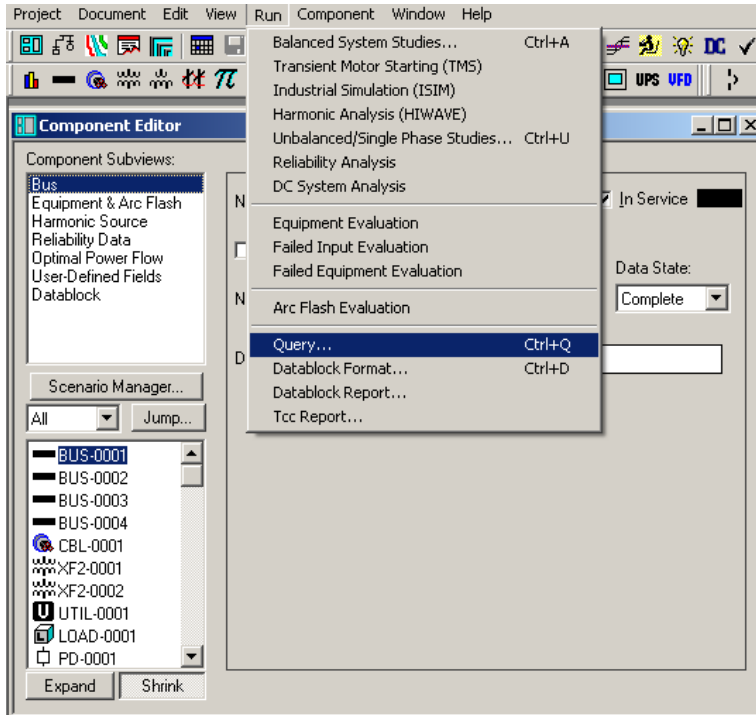 Project Document Edit View Run Component Window Help
Balanced System Studies... Ctrl+A
Transient Motor Starting (TMS)
Industrial Simulation (ISIM)
Harmonic Analysis (HIWAVE)
Unbalanced/Single Phase Studies... Ctrl+U
Reliability Analysis
DC System Analysis
Equipment Evaluation
Failed Input Evaluation
Failed Equipment Evaluation
Arc Flash Evaluation
Query... Ctrl+Q
Datablock Format... Ctrl+D
Datablock Report...
Tcc Report...
DC
UPS VFD
Component Editor
Component Subviews:
Bus
Equipment & Arc Flash
Harmonic Source
Reliability Data
Optimal Power Flow
User-Defined Fields
Datablock
In Service
Data State:
Complete
Scenario Manager...
All Jump...
BUS-0001
BUS-0002
BUS-0003
BUS-0004
CBL-0001
XF2-0001
XF2-0002
U UTIL-0001
LOAD-0001
PD-0001
Expand Shrink